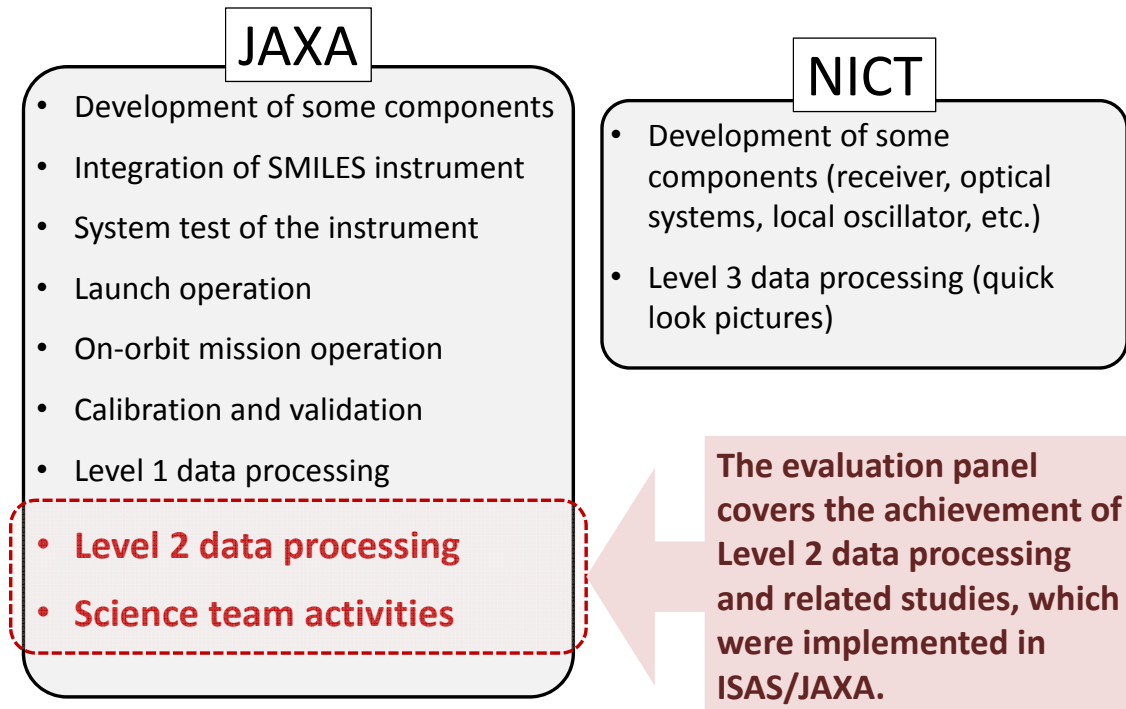 JAXA
• Development of some components
• Integration of SMILES instrument
• System test of the instrument
• Launch operation
• On-orbit mission operation
• Calibration and validation
• Level 1 data processing
• Level 2 data processing
• Science team activities
NICT
• Development of some
components (receiver, optical
systems, local oscillator, etc.)
• Level 3 data processing (quick
look pictures)
The evaluation panel
covers the achievement of
Level 2 data processing
and related studies, which
were implemented in
ISAS/JAXA.